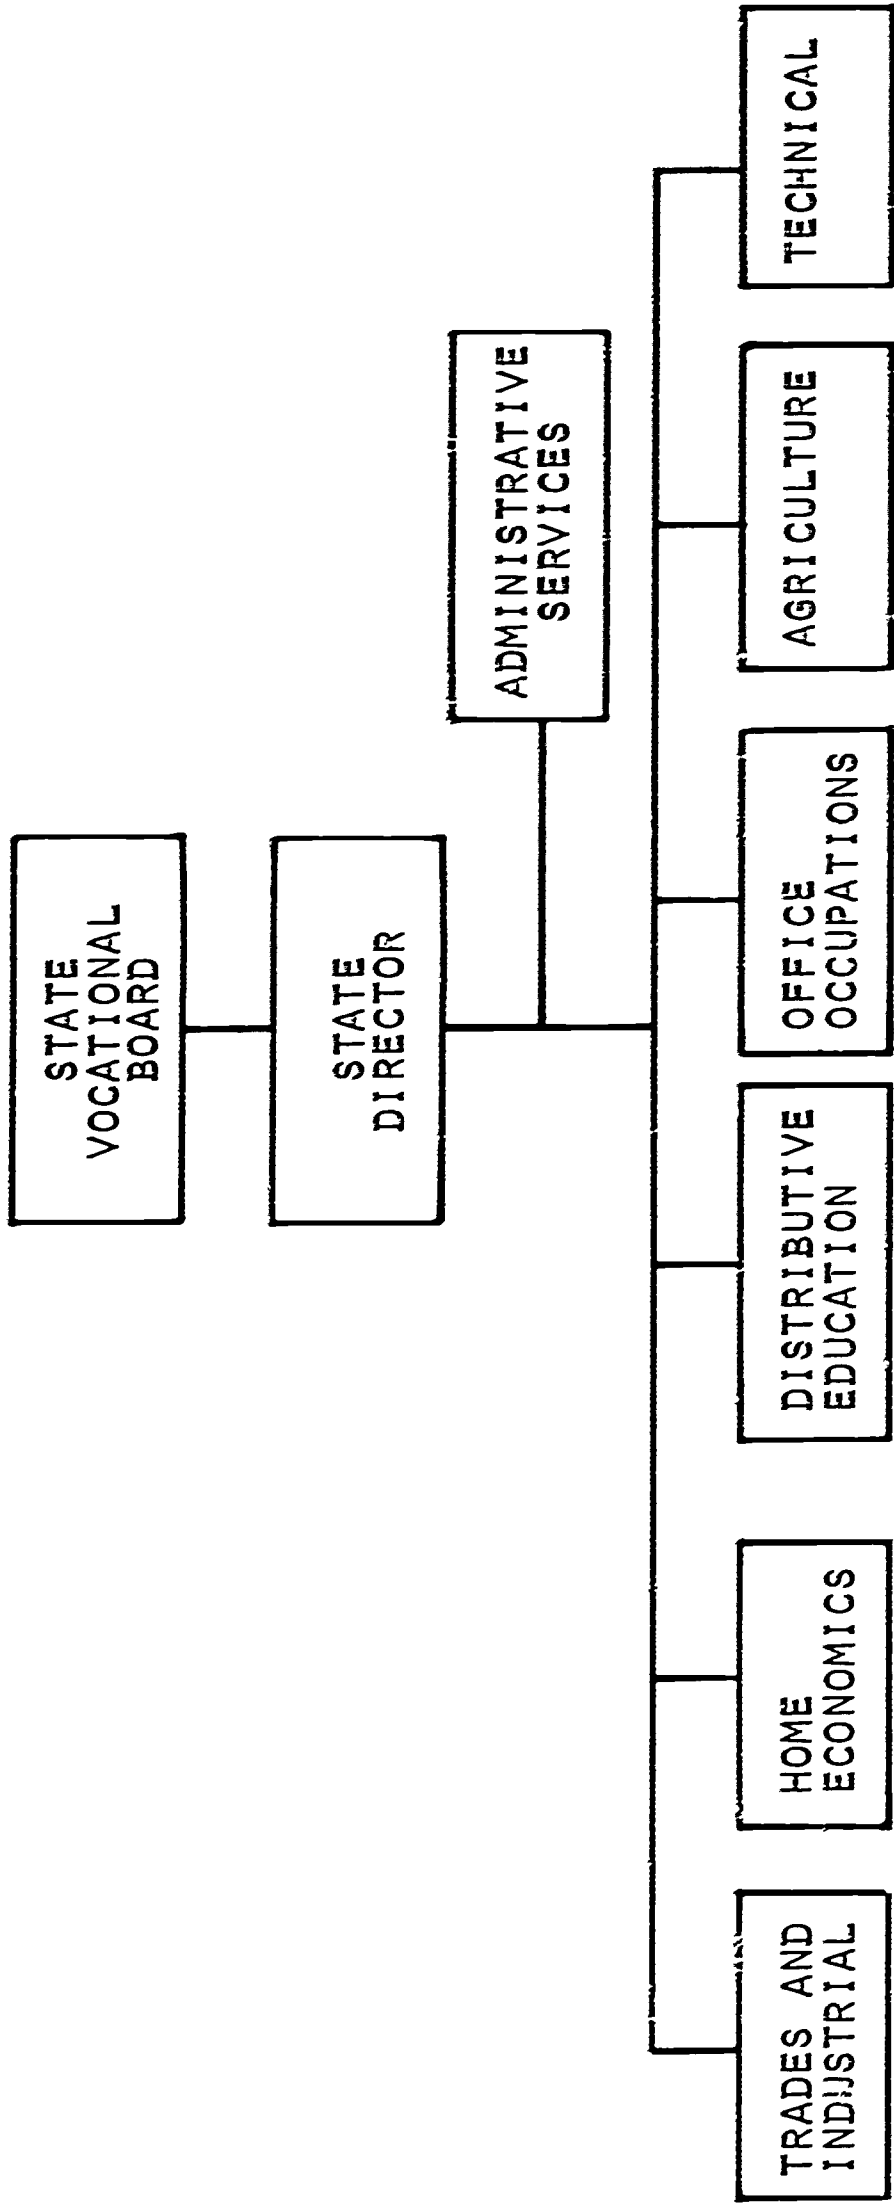 STATE
VOCATIONAL
BOARD
STATE
DIRECTOR
ADMINISTRATIVE
SERVICES
TRADES AND
INDUSTRIAL
HOME
ECONOMICS
DISTRIBUTIVE
EDUCATION
OFFICE
OCCUPATIONS
AGRICULTURE
TECHNICAL